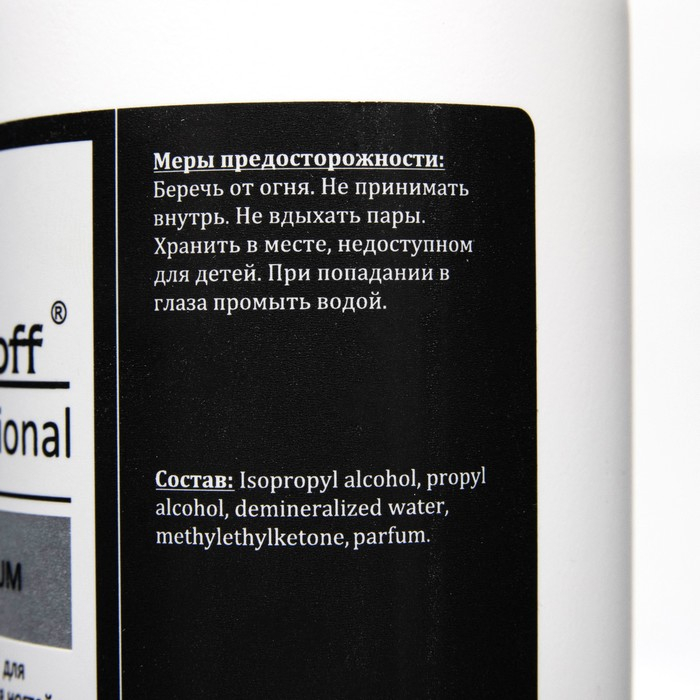 Меры предосторожности:
Беречь от огня. Не принимать
внутрь. Не вдыхать пары.
Хранить в месте, недоступном
для детей. При попадании в
глаза промыть водой.
Состав: Isopropyl alcohol, propyl
alcohol, demineralized water,
methylethylketone, parfum.
off®
ional
UM
для